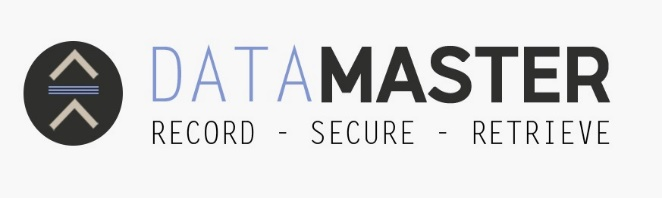 DATAMASTER
RECORD - SECURE - RETRIEVE